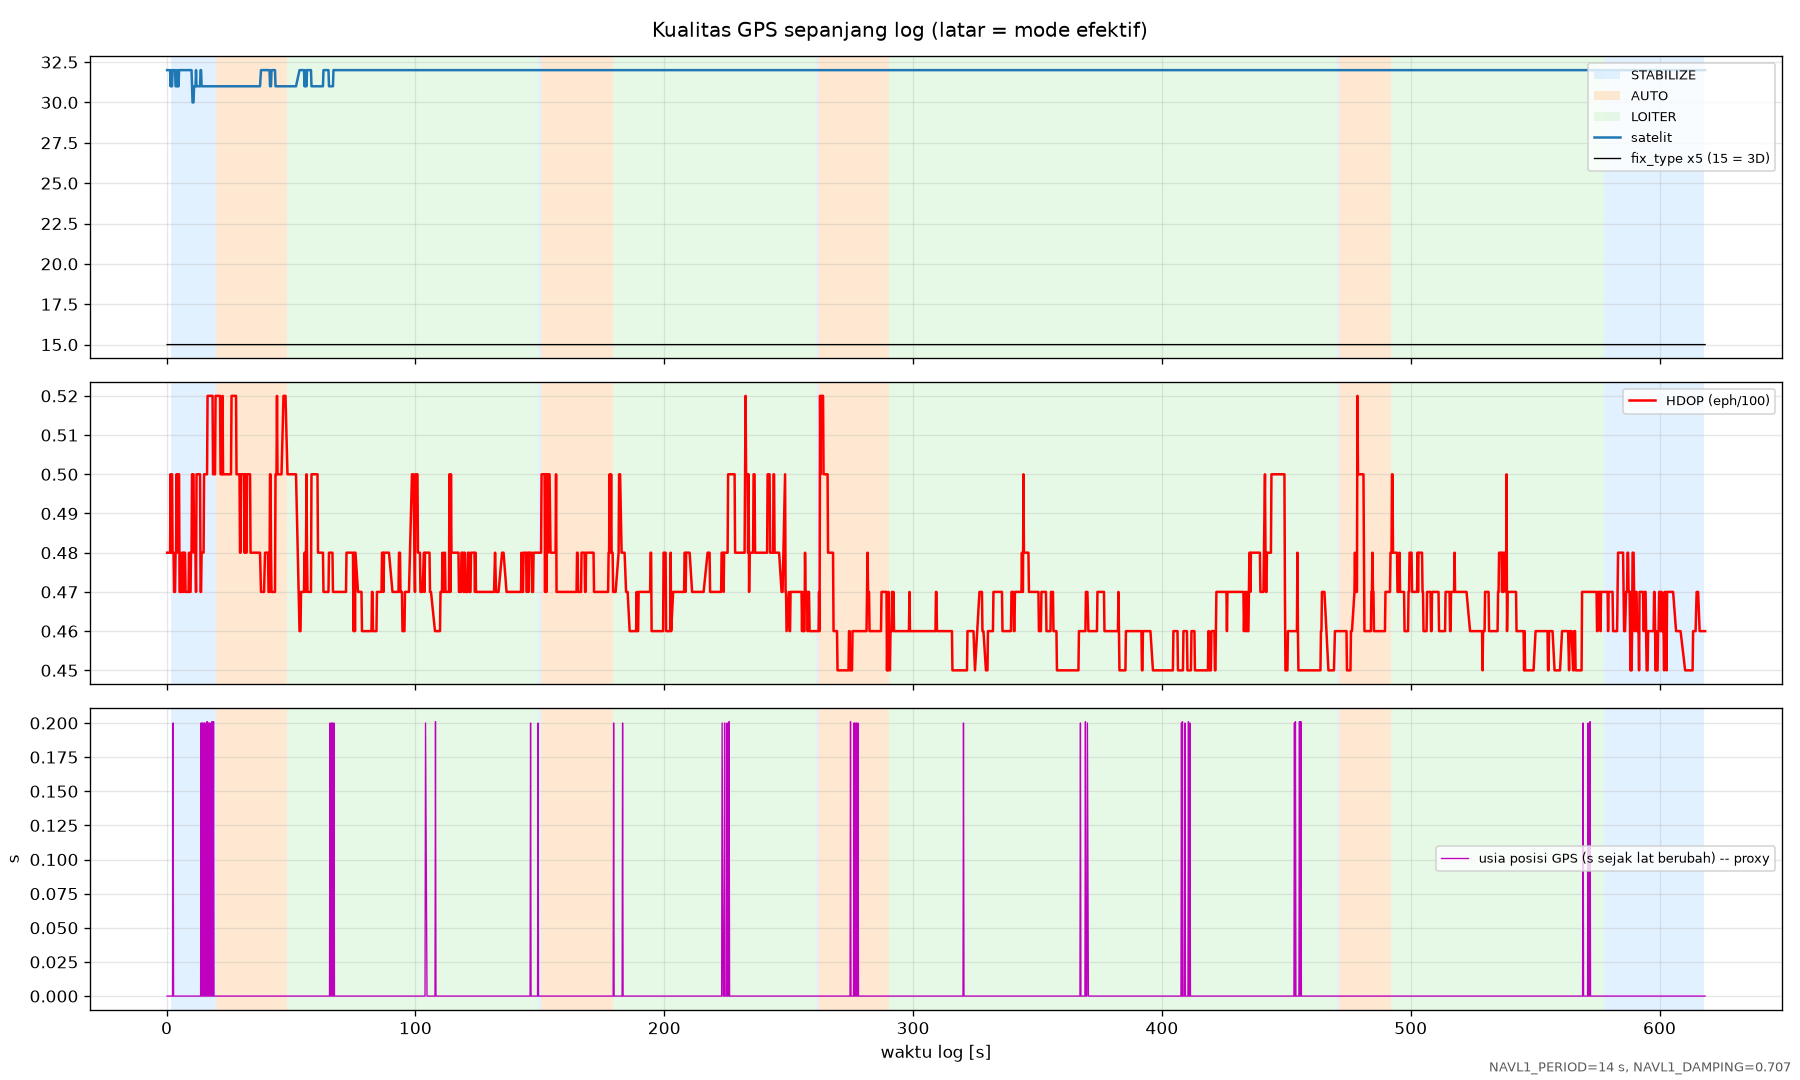 Kualitas GPS sepanjang log (latar = mode efektif)
32.5
30.0
27.5
25.0
22.5
20.0
17.5
15.0
STABILIZE
AUTO
LOITER
satelit
fix_type x5 (15 = 3D)
0.52
0.51
0.50
0.49
0.48
0.47
0.46
0.45
HDOP (eph/100)
0.200
0.175
0.150
0.125
0.100
0.075
0.050
0.025
0.000
s
usia posisi GPS (s sejak lat berubah) -- proxy
0 100 200 300 400 500 600
waktu log [s]
NAVL1_PERIOD=14 s, NAVL1_DAMPING=0.707